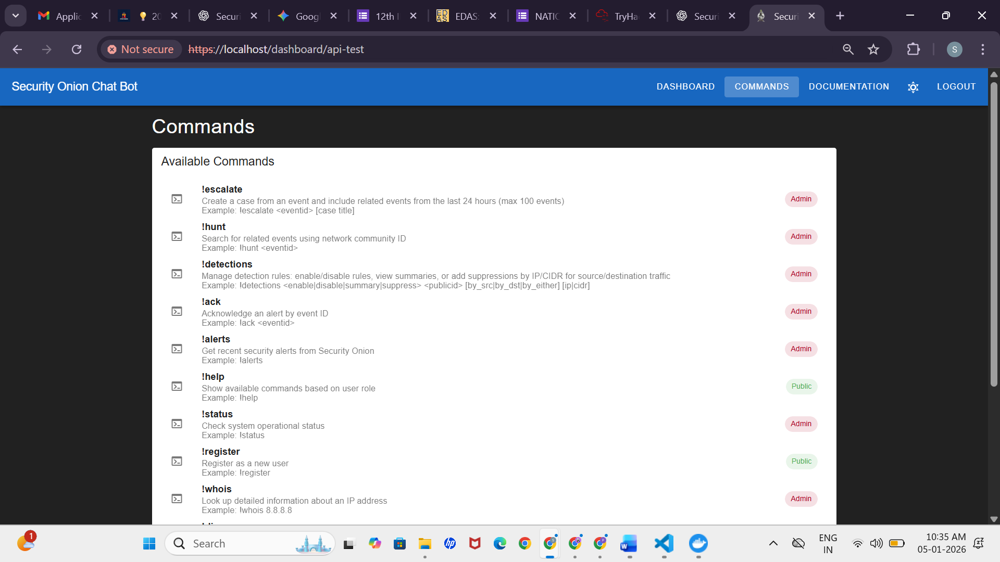 Applic
20
Securi
Goog
12th
EDAS:
NATIO
TryHa
Securi
Securi
Not secure
https://localhost/dashboard/api-test
S
Security Onion Chat Bot
DASHBOARD
COMMANDS
DOCUMENTATION
LOGOUT
Commands
Available Commands
!escalate
Create a case from an event and include related events from the last 24 hours (max 100 events)
Example: !escalate <eventid> [case title]
Admin
!hunt
Search for related events using network community ID
Example: !hunt <eventid>
Admin
!detections
Manage detection rules: enable/disable rules, view summaries, or add suppressions by IP/CIDR for source/destination traffic
Example: !detections <enable|disable|summary|suppress> <publicid> [by_src|by_dst|by_either] [ip|cidr]
Admin
!ack
Acknowledge an alert by event ID
Example: !ack <eventid>
Admin
!alerts
Get recent security alerts from Security Onion
Example: !alerts
Admin
!help
Show available commands based on user role
Example: !help
Public
!status
Check system operational status
Example: !status
Admin
!register
Register as a new user
Example: !register
Public
!whois
Look up detailed information about an IP address
Example: !whois 8.8.8.8
Admin
1
Search
ENG
IN
10:35 AM
05-01-2026